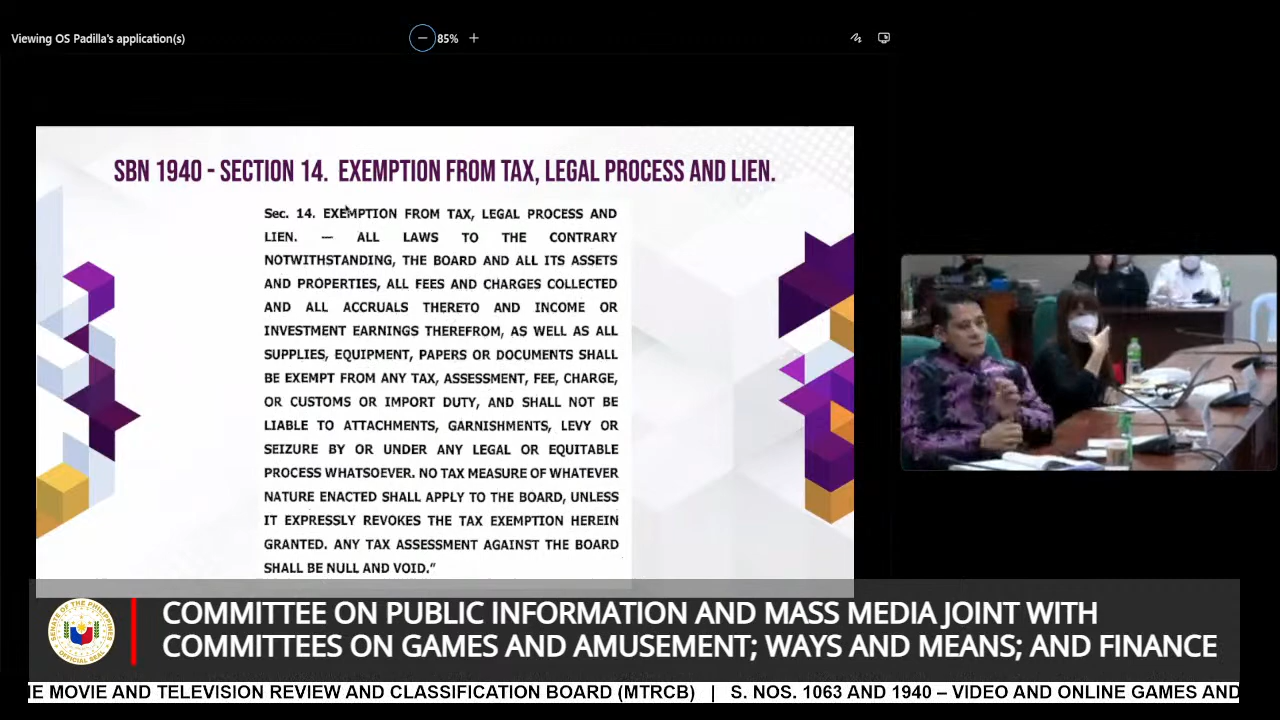 Viewing OS Padilla's application(s)
85%
SBN 1940 - SECTION 14. EXEMPTION FROM TAX, LEGAL PROCESS AND LIEN.
Sec. 14. EXEMPTION FROM TAX, LEGAL PROCESS AND
LIEN. — ALL LAWS TO THE CONTRARY
NOTWITHSTANDING, THE BOARD AND ALL ITS ASSETS
AND PROPERTIES, ALL FEES AND CHARGES COLLECTED
AND ALL ACCRUALS THERETO AND INCOME OR
INVESTMENT EARNINGS THEREFROM, AS WELL AS ALL
SUPPLIES, EQUIPMENT, PAPERS OR DOCUMENTS SHALL
BE EXEMPT FROM ANY TAX, ASSESSMENT, FEE, CHARGE,
OR CUSTOMS OR IMPORT DUTY, AND SHALL NOT BE
LIABLE TO ATTACHMENTS, GARNISHMENTS, LEVY OR
SEIZURE BY OR UNDER ANY LEGAL OR EQUITABLE
PROCESS WHATSOEVER. NO TAX MEASURE OF WHATEVER
NATURE ENACTED SHALL APPLY TO THE BOARD, UNLESS
IT EXPRESSLY REVOKES THE TAX EXEMPTION HEREIN
GRANTED. ANY TAX ASSESSMENT AGAINST THE BOARD
SHALL BE NULL AND VOID."
SENATE OF THE PHILIPPINES
OFFICIAL SEAL
COMMITTEE ON PUBLIC INFORMATION AND MASS MEDIA JOINT WITH
COMMITTEES ON GAMES AND AMUSEMENT; WAYS AND MEANS; AND FINANCE
IE MOVIE AND TELEVISION REVIEW AND CLASSIFICATION BOARD (MTRCB) | S. NOS. 1063 AND 1940 – VIDEO AND ONLINE GAMES AND